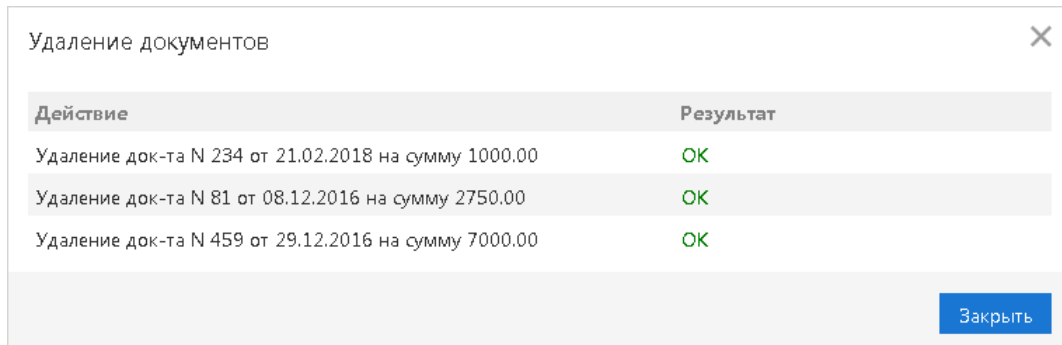 Удаление документов
Действие Результат
Удаление док-та N 234 от 21.02.2018 на сумму 1000.00 OK
Удаление док-та N 81 от 08.12.2016 на сумму 2750.00 OK
Удаление док-та N 459 от 29.12.2016 на сумму 7000.00 OK
Закрыть